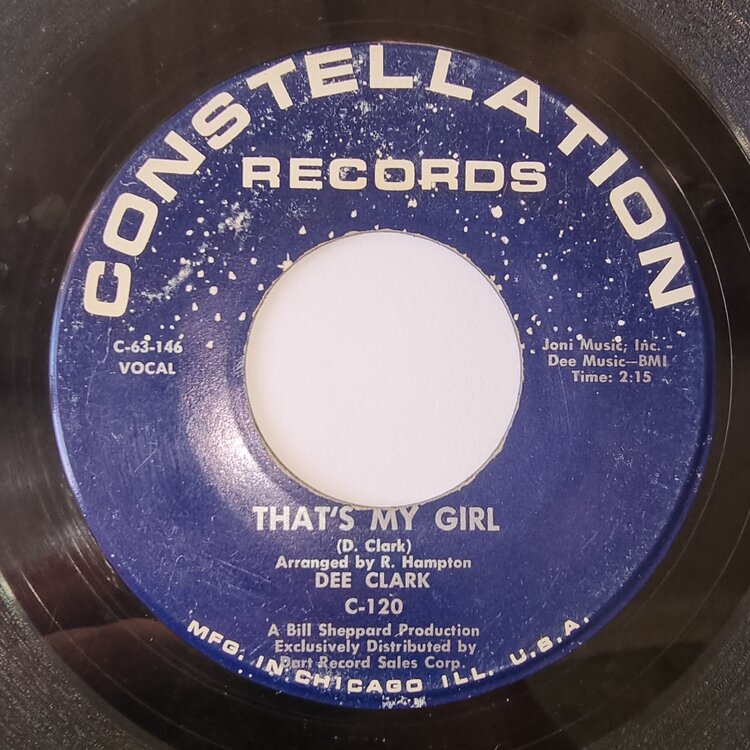 CONSTELLATION
RECORDS
C-63-146
VOCAL
Joni Music, Inc. -
Dee Music—BMI
Time: 2:15
THAT'S MY GIRL
(D. Clark)
Arranged by R. Hampton
DEE CLARK
C-120
A Bill Sheppard Production
Exclusively Distributed by
Dart Record Sales Corp.
MFG. IN CHICAGO ILL. U.S.A.